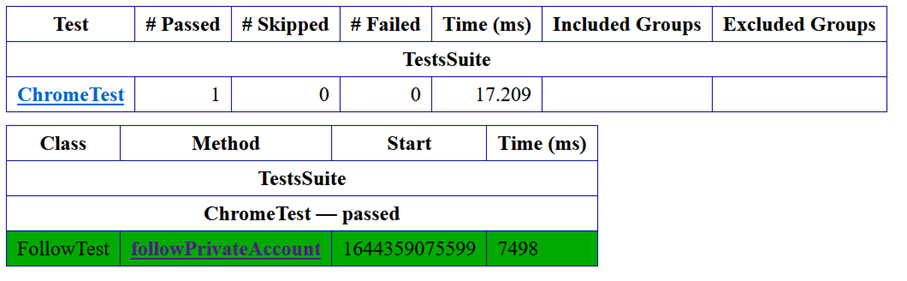 Test # Passed # Skipped # Failed Time (ms) Included Groups Excluded Groups
TestsSuite
ChromeTest 1 0 0 17.209
Class Method Start Time (ms)
TestsSuite
ChromeTest — passed
FollowTest followPrivateAccount 1644359075599 7498